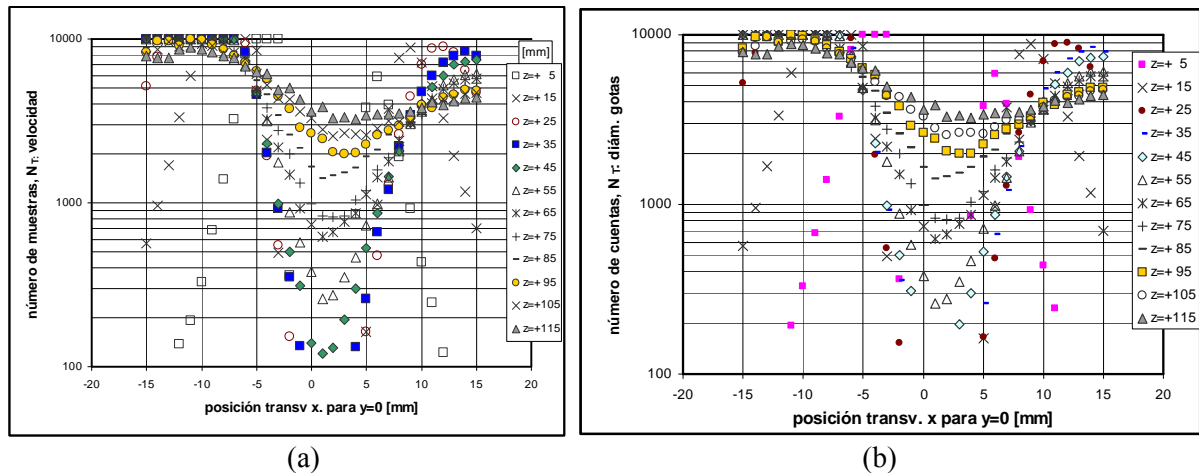 10000
1000
100
-20 -15 -10 -5 0 5 10 15 20
posición transv x. para y=0 [mm]
número de muestras, N T: velocidad
[mm]
z=+ 5
z=+ 15
z=+ 25
z=+ 35
z=+ 45
z=+ 55
z=+ 65
z=+ 75
z=+ 85
z=+ 95
z=+105
z=+115
(a)
10000
1000
100
-20 -15 -10 -5 0 5 10 15 20
posición transv. x para y=0 [mm]
número de cuentas, N T: diám. gotas
z=+ 5
z=+ 15
z=+ 25
z=+ 35
z=+ 45
z=+ 55
z=+ 65
z=+ 75
z=+ 85
z=+ 95
z=+105
z=+115
(b)